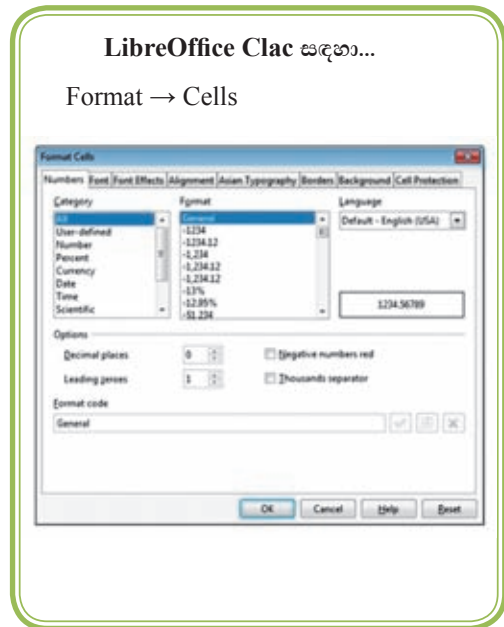 LibreOffice Clac සඳහා...
Format → Cells
Format Cells
Numbers Font Font Effects Alignment Asian Typography Borders Background Cell Protection
Category Format Language
All General Default - English (USA)
User-defined -1234
Number -1234.12
Percent -1,234
Currency -1,234.12
Date -1,234.12
Time -13%
Scientific -12.95%
1234.56789
Options
Decimal places 0 Negative numbers red
Leading zeroes 1 Thousands separator
Format code
General
OK Cancel Help Reset